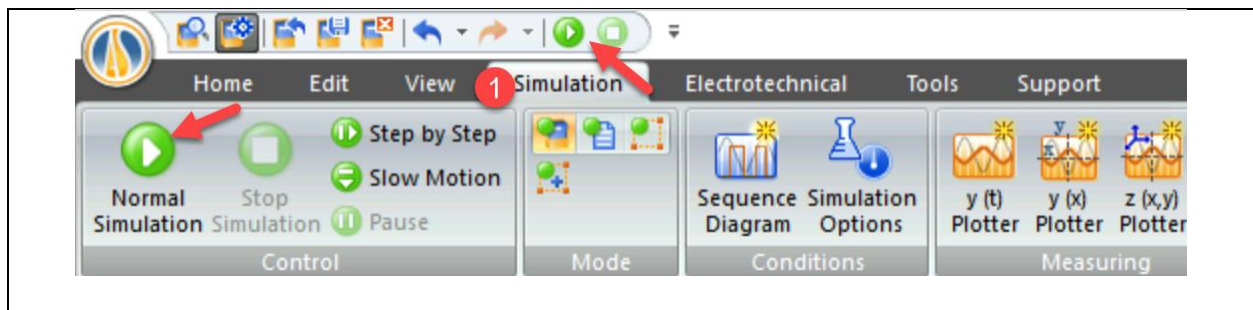 Home Edit View 1 Simulation Electrotechnical Tools Support
Step by Step
Slow Motion
Pause
Normal
Simulation
Stop
Simulation
Control
Mode
Sequence
Diagram
Simulation
Options
Conditions
y (t)
Plotter
y
x
y (x)
Plotter
z (x,y)
Plotter
Measuring